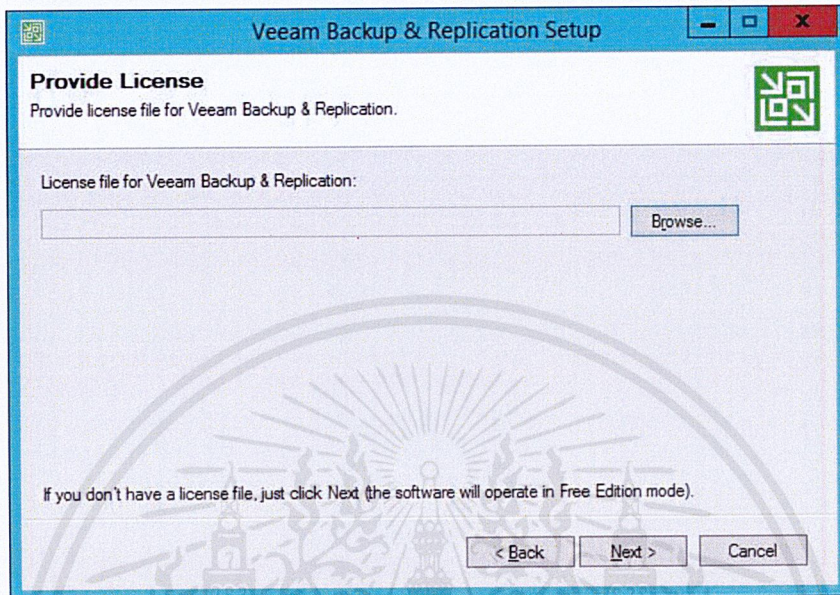 Veeam Backup & Replication Setup
Provide License
Provide license file for Veeam Backup & Replication.
License file for Veeam Backup & Replication:
Browse...
If you don't have a license file, just click Next (the software will operate in Free Edition mode).
< Back
Next >
Cancel